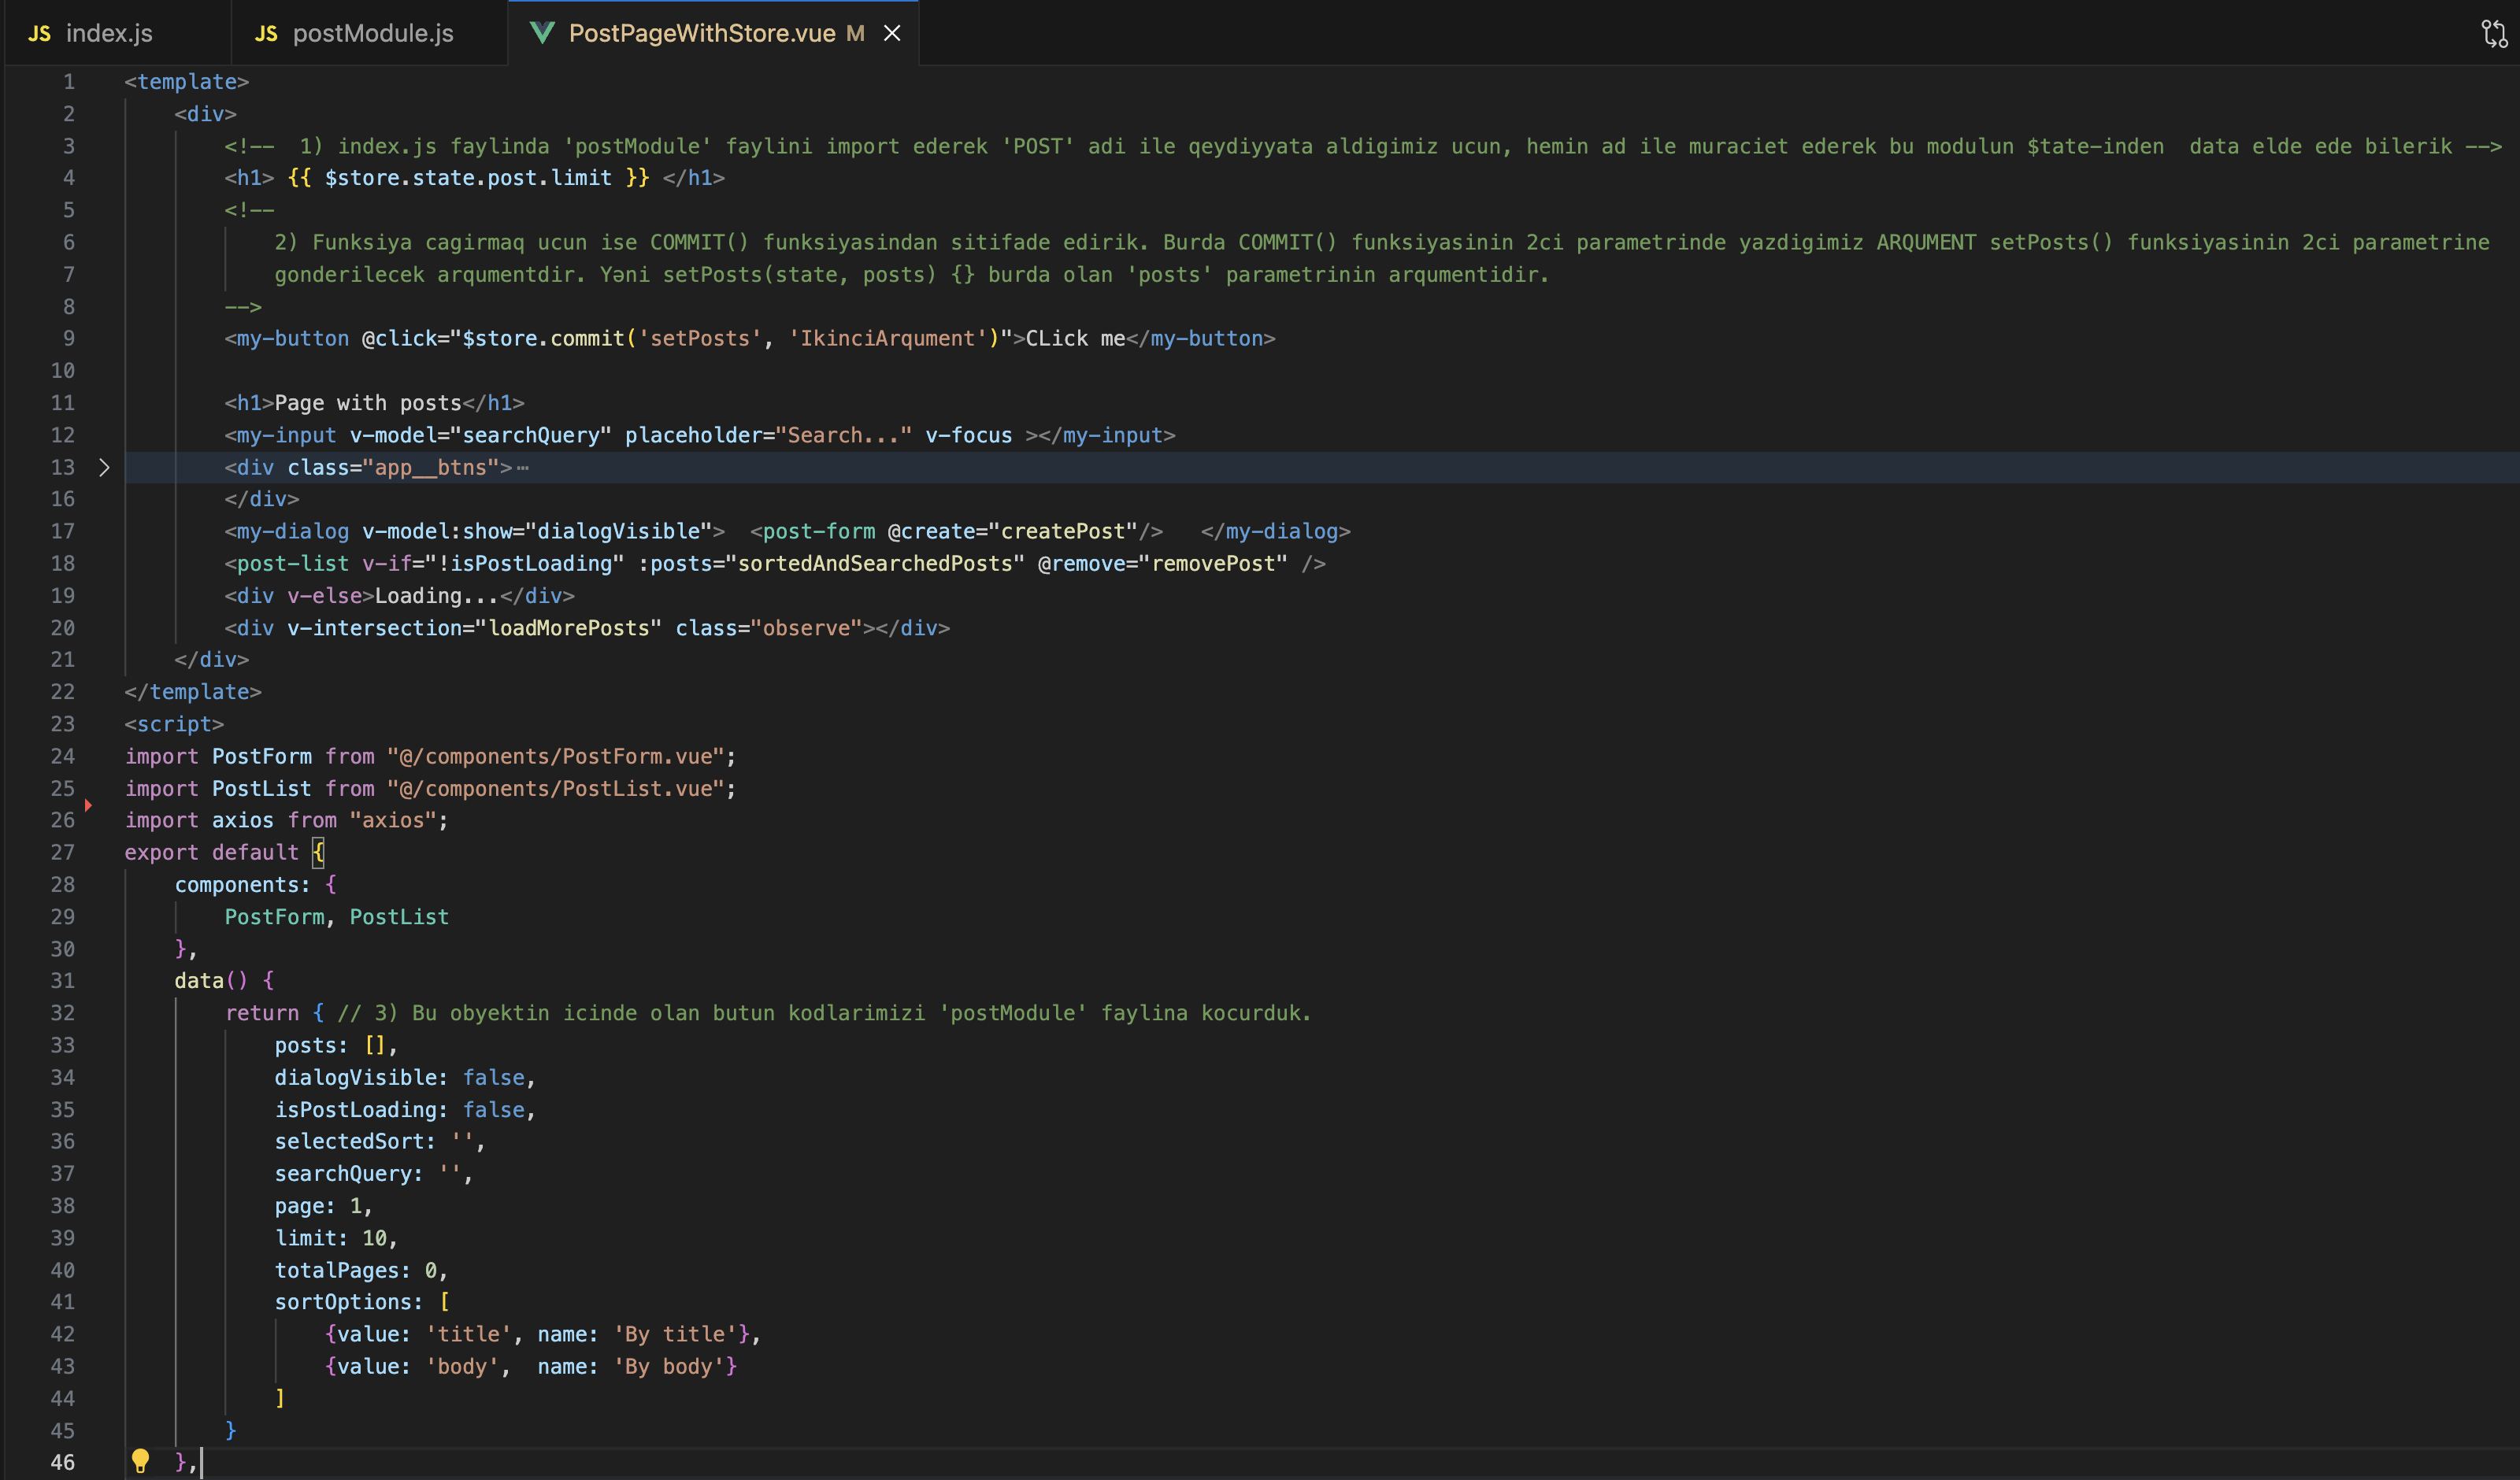 JS index.js JS postModule.js PostPageWithStore.vue M
1 <template>
2 <div>
3 <!--  1) index.js faylinda 'postModule' faylini import ederek 'POST' adi ile qeydiyyata aldigimiz ucun, hemin ad ile muraciet ederek bu modulun $tate-inden  data elde ede bilerik -->
4 <h1> {{ $store.state.post.limit }} </h1>
5 <!--
6 2) Funksiya cagirmaq ucun ise COMMIT() funksiyasindan sitifade edirik. Burda COMMIT() funksiyasinin 2ci parametrinde yazdigimiz ARQUMENT setPosts() funksiyasinin 2ci parametrine
7 gonderilecek arqumentdir. Yəni setPosts(state, posts) {} burda olan 'posts' parametrinin arqumentidir.
8 -->
9 <my-button @click="$store.commit('setPosts', 'IkinciArqument')">CLick me</my-button>
10
11 <h1>Page with posts</h1>
12 <my-input v-model="searchQuery" placeholder="Search..." v-focus ></my-input>
13 <div class="app__btns">⋯
16 </div>
17 <my-dialog v-model:show="dialogVisible">  <post-form @create="createPost"/>   </my-dialog>
18 <post-list v-if="!isPostLoading" :posts="sortedAndSearchedPosts" @remove="removePost" />
19 <div v-else>Loading...</div>
20 <div v-intersection="loadMorePosts" class="observe"></div>
21 </div>
22 </template>
23 <script>
24 import PostForm from "@/components/PostForm.vue";
25 import PostList from "@/components/PostList.vue";
26 import axios from "axios";
27 export default {
28 components: {
29 PostForm, PostList
30 },
31 data() {
32 return { // 3) Bu obyektin icinde olan butun kodlarimizi 'postModule' faylina kocurduk.
33 posts: [],
34 dialogVisible: false,
35 isPostLoading: false,
36 selectedSort: '',
37 searchQuery: '',
38 page: 1,
39 limit: 10,
40 totalPages: 0,
41 sortOptions: [
42 {value: 'title', name: 'By title'},
43 {value: 'body',  name: 'By body'}
44 ]
45 }
46 },